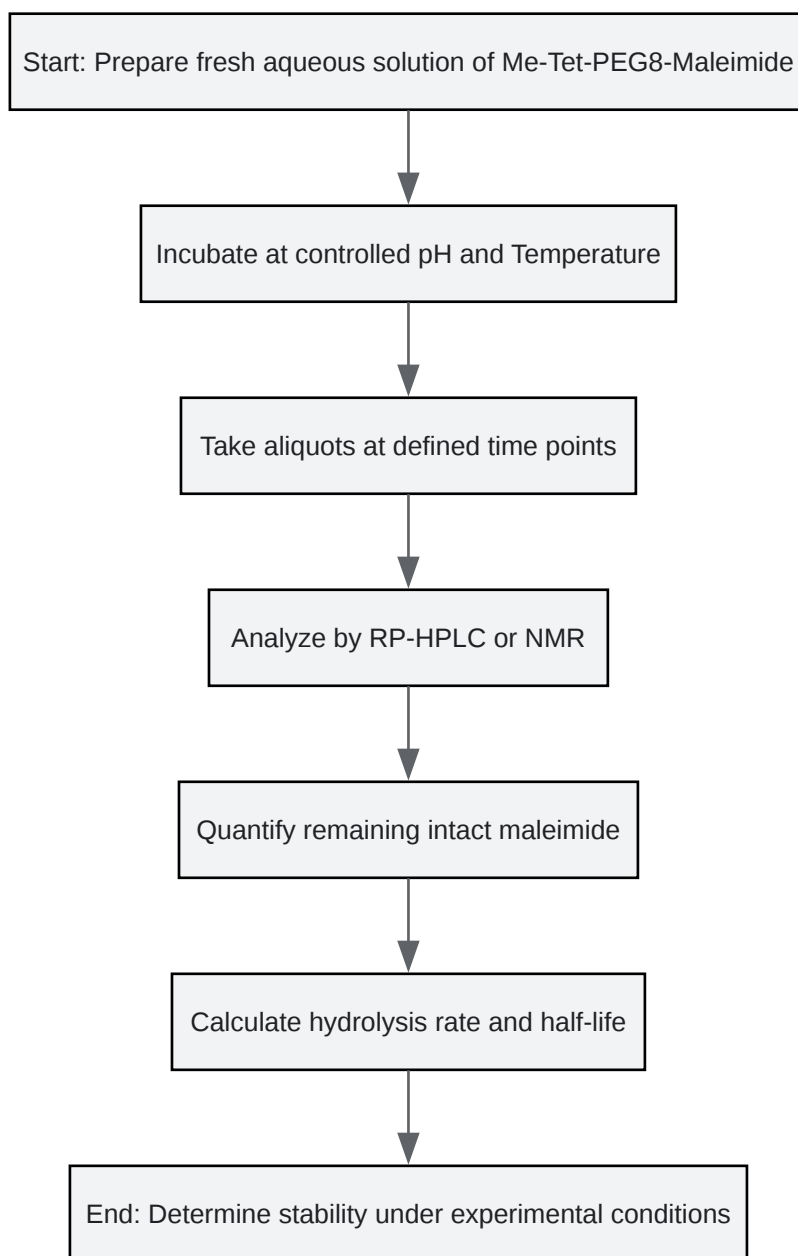 Start: Prepare fresh aqueous solution of Me-Tet-PEG8-Maleimide
Incubate at controlled pH and Temperature
Take aliquots at defined time points
Analyze by RP-HPLC or NMR
Quantify remaining intact maleimide
Calculate hydrolysis rate and half-life
End: Determine stability under experimental conditions